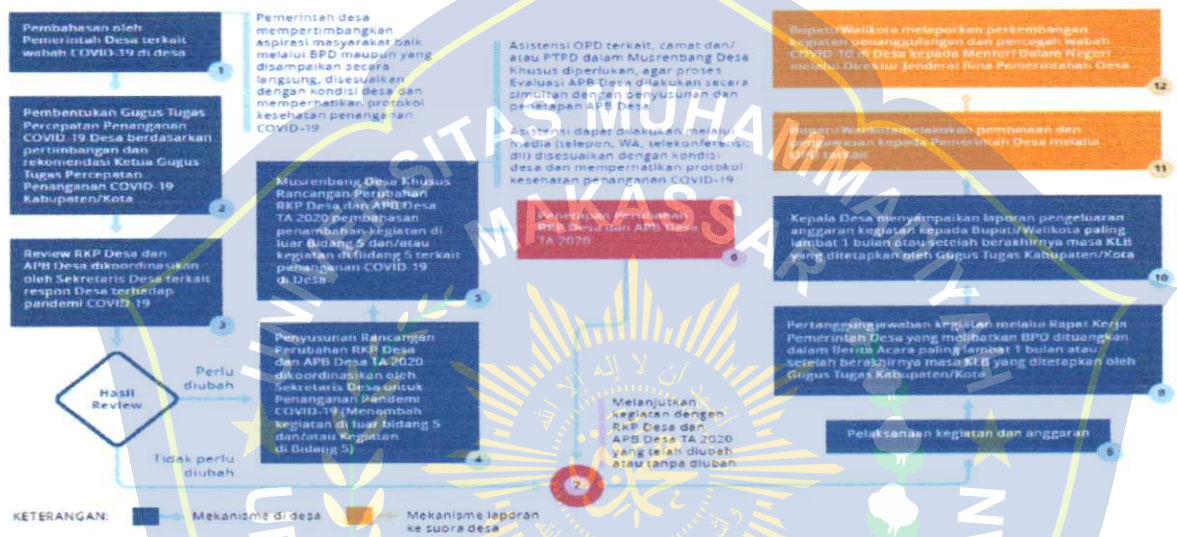 Pembahasan oleh
Pemerintah Desa terkait
wabah COVID-19 di desa
1
Pemerintah desa
mempertimbangkan
aspirasi masyarakat baik
melalui BPD maupun yang
disampaikan secara
langsung, disesuaikan
dengan kondisi desa dan
memperhatikan protokol
kesehatan penanganan
COVID-19
Pembentukan Gugus Tugas
Percepatan Penanganan
COVID-19 Desa berdasarkan
pertimbangan dan
rekomendasi Ketua Gugus
Tugas Percepatan
Penanganan COVID-19
Kabupaten/Kota
2
Review RKP Desa dan
APB Desa dikoordinasikan
oleh Sekretaris Desa terkait
respon Desa terhadap
pandemi COVID-19
3
Hasil
Review
Perlu
diubah
Tidak perlu
diubah
Penyusunan Rancangan
Perubahan RKP Desa
dan APB Desa TA 2020
dikoordinasikan oleh
Sekretaris Desa untuk
Penanganan Pandemi
COVID-19 (Menambah
kegiatan di luar bidang 5
dan/atau Kegiatan
di Bidang 5)
4
Musrenbang Desa Khusus
Rancangan Perubahan
RKP Desa dan APB Desa
TA 2020 pembahasan
penambahan kegiatan di
luar Bidang 5 dan/atau
kegiatan di Bidang 5 terkait
penanganan COVID-19
di Desa
5
Asistensi OPD terkait, camat dan/
atau PTPD dalam Musrenbang Desa
Khusus diperlukan, agar proses
Evaluasi APB Desa dilakukan secara
simultan dengan penyusunan dan
penetapan APB Desa
Asistensi dapat dilakukan melalui
media (telepon, WA, telekonferensi,
dll) disesuaikan dengan kondisi
desa dan memperhatikan protokol
kesehatan penanganan COVID-19
Penetapan Perubahan
RKP Desa dan APB Desa
TA 2020
6
7
Melanjutkan
kegiatan dengan
RKP Desa dan
APB Desa TA 2020
yang telah diubah
atau tanpa diubah
Pelaksanaan kegiatan dan anggaran
Pertanggungjawaban kegiatan melalui Rapat Kerja
Pemerintah Desa yang melibatkan BPD dituangkan
dalam Berita Acara paling lambat 1 bulan atau
setelah berakhirnya masa KLB yang ditetapkan oleh
Gugus Tugas Kabupaten/Kota
Kepala Desa menyampaikan laporan pengeluaran
anggaran kegiatan kepada Bupati/Walikota paling
lambat 1 bulan atau setelah berakhirnya masa KLB
yang ditetapkan oleh Gugus Tugas Kabupaten/Kota
10
Bupati/Walikota melakukan pembinaan dan
pengawasan kepada Pemerintah Desa melalui
OPD terkait
11
Bupati/Walikota melaporkan perkembangan
kegiatan penanggulangan dan pencegah wabah
COVID-10 di Desa kepada Menteri Dalam Negeri
melalui Direktur Jenderal Bina Pemerintahan Desa
12
KETERANGAN:
Mekanisme di desa
Mekanisme laporan
ke supra desa
MUHAMMADIYAH
MAKASSAR